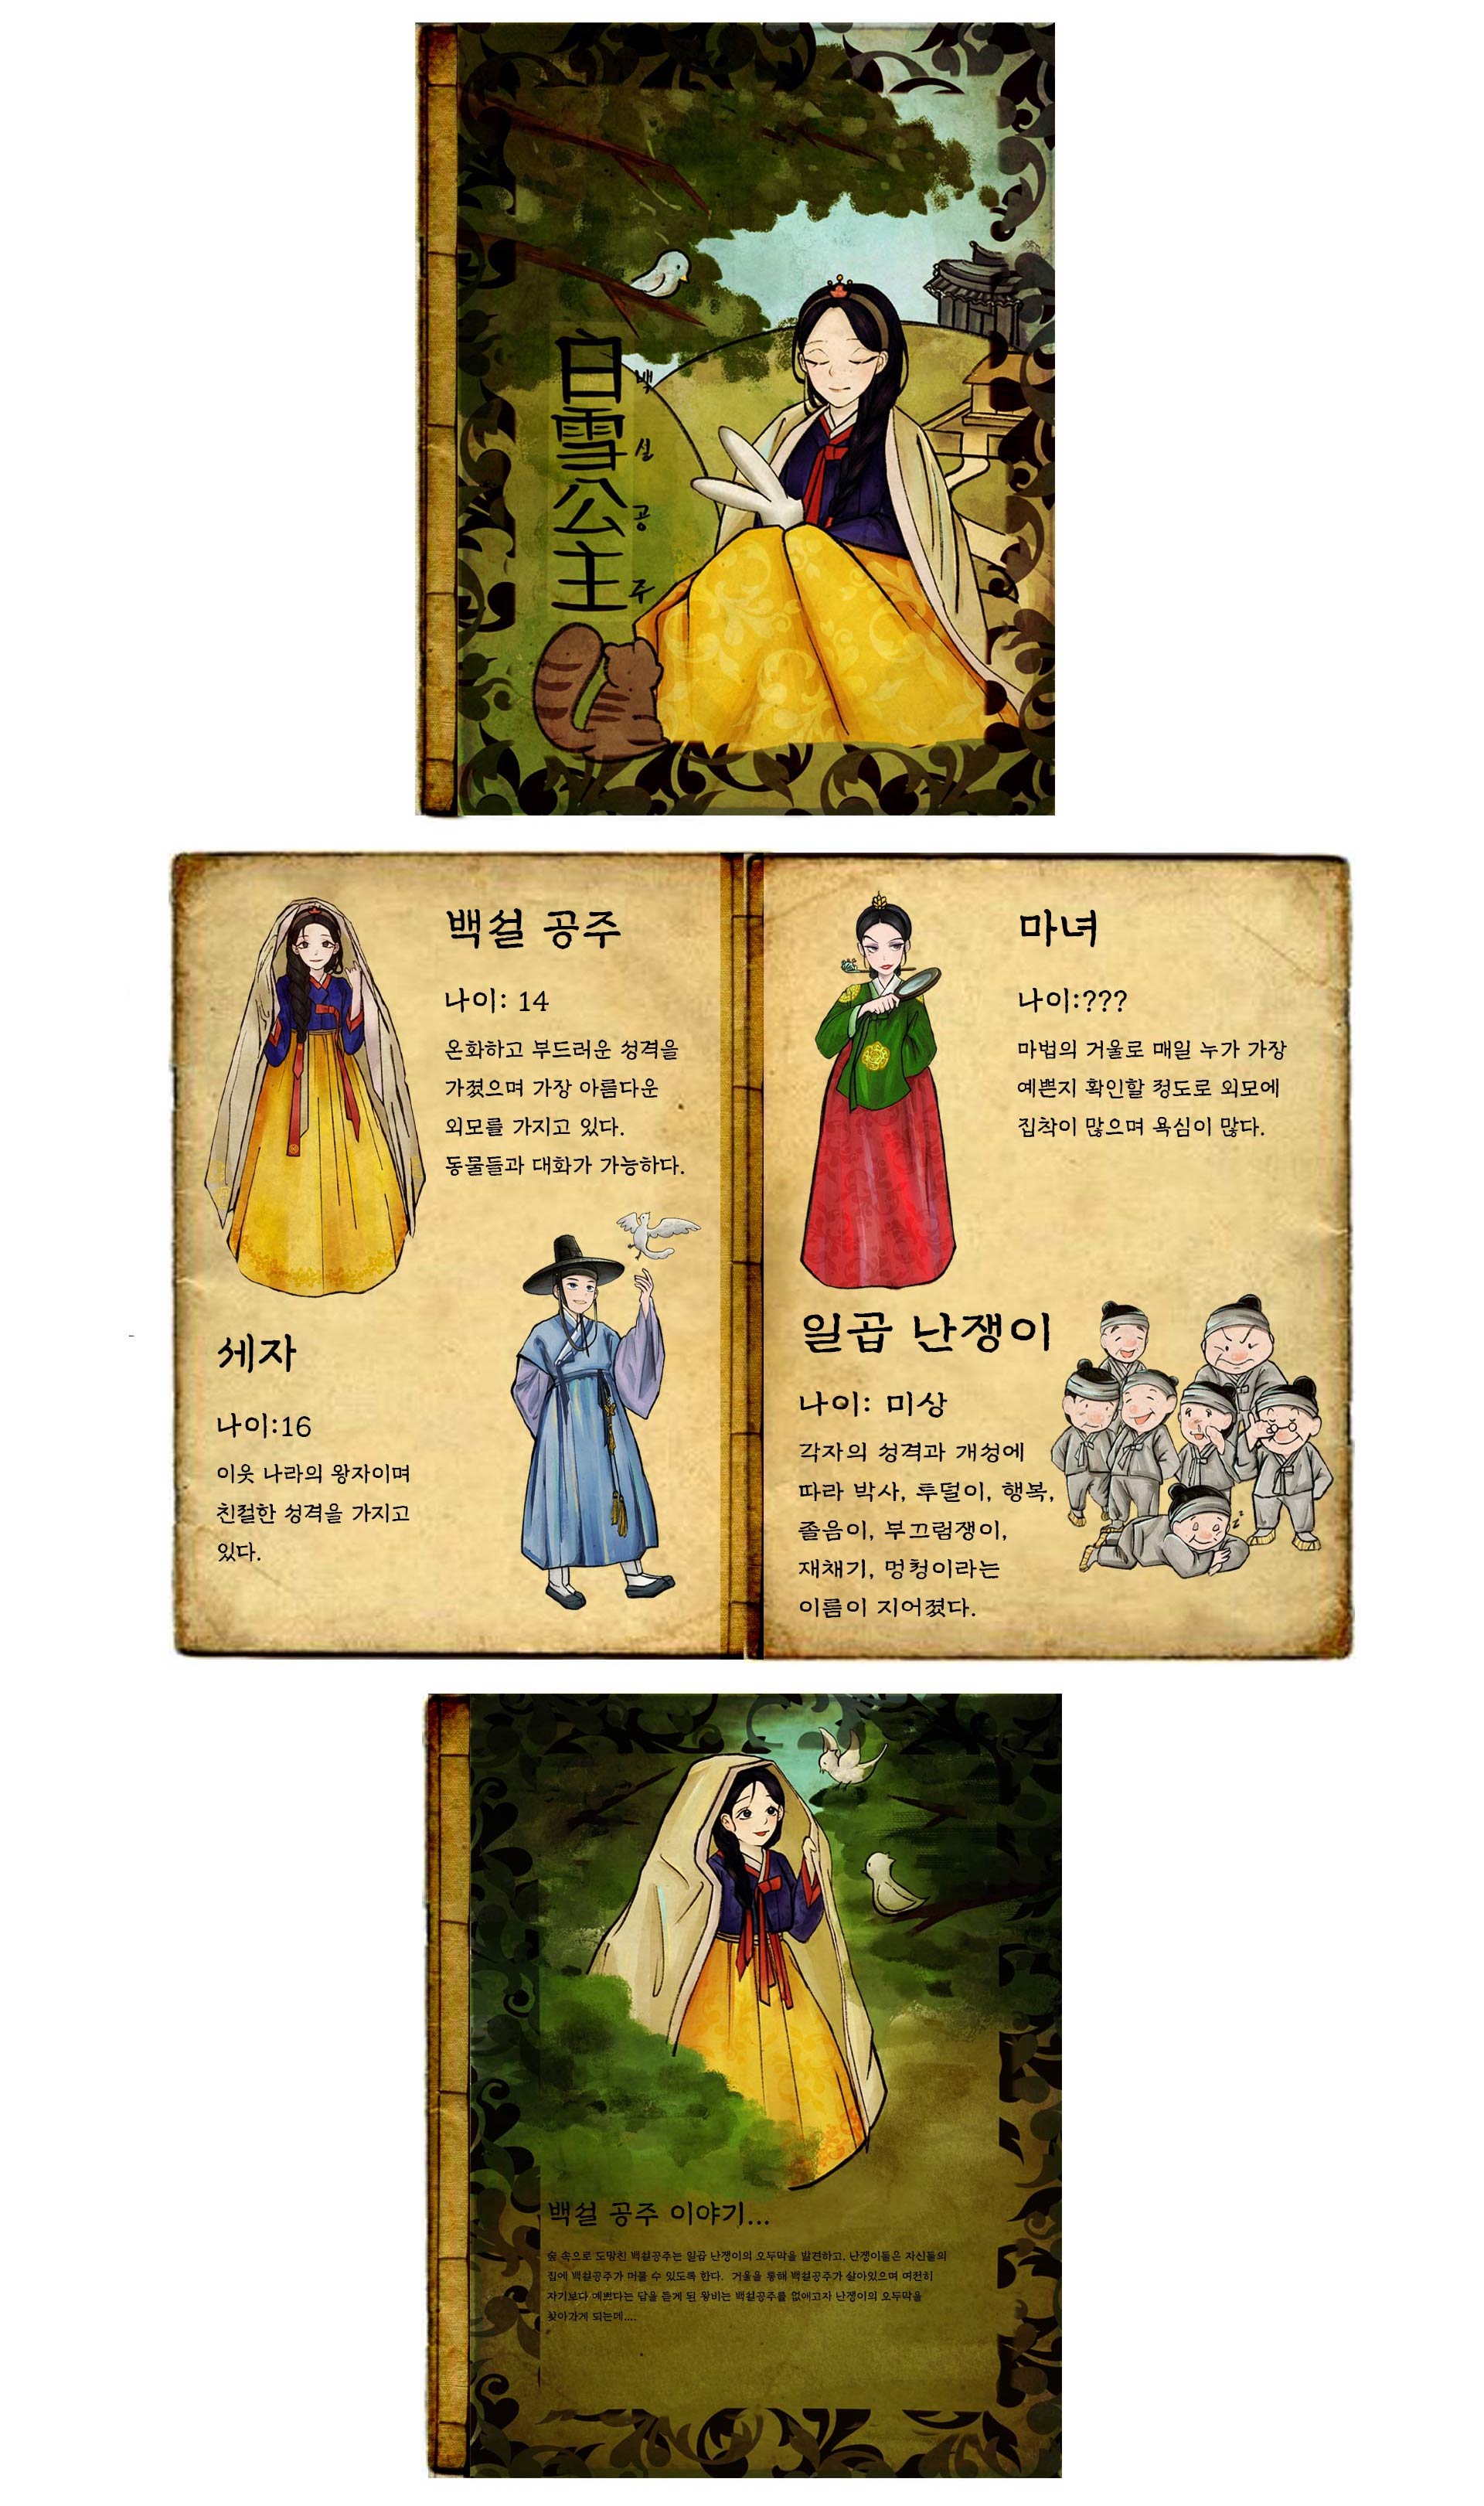 白雪公主
백설공주
백설 공주
나이: 14
온화하고 부드러운 성격을
가졌으며 가장 아름다운
외모를 가지고 있다.
동물들과 대화가 가능하다.
세자
나이:16
이웃 나라의 왕자이며
친절한 성격을 가지고
있다.
마녀
나이:???
마법의 거울로 매일 누가 가장
예쁜지 확인할 정도로 외모에
집착이 많으며 욕심이 많다.
일곱 난쟁이
나이: 미상
각자의 성격과 개성에
따라 박사, 투덜이, 행복,
졸음이, 부끄럼쟁이,
재채기, 멍청이라는
이름이 지어졌다.
zz
백설 공주 이야기...
숲 속으로 도망친 백설공주는 일곱 난쟁이의 오두막을 발견하고, 난쟁이들은 자신들의
집에 백설공주가 머물 수 있도록 한다. 거울을 통해 백설공주가 살아있으며 여전히
자기보다 예쁘다는 답을 듣게 된 왕비는 백설공주를 없애고자 난쟁이의 오두막을
찾아가게 되는데....